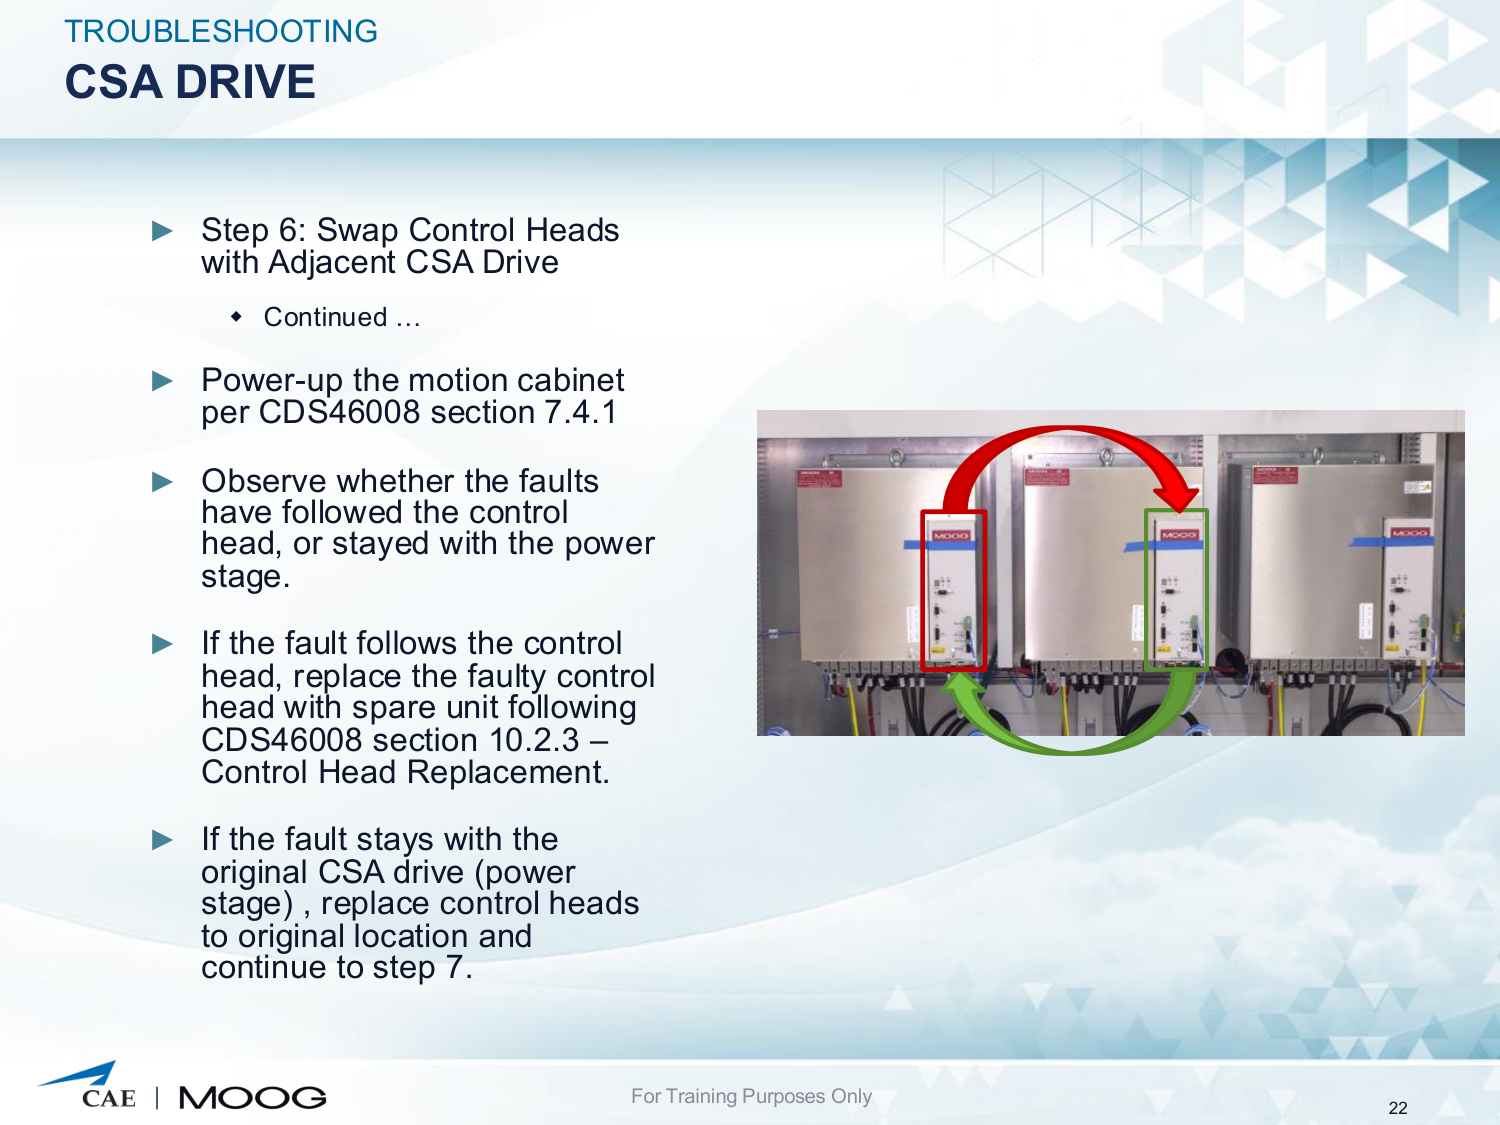 TROUBLESHOOTING
CSA DRIVE
► Step 6: Swap Control Heads
with Adjacent CSA Drive
◆ Continued …
► Power-up the motion cabinet
per CDS46008 section 7.4.1
► Observe whether the faults
have followed the control
head, or stayed with the power
stage.
► If the fault follows the control
head, replace the faulty control
head with spare unit following
CDS46008 section 10.2.3 –
Control Head Replacement.
► If the fault stays with the
original CSA drive (power
stage) , replace control heads
to original location and
continue to step 7.
MOOG
MOOG
MOOG
CAE | MOOG
For Training Purposes Only
22